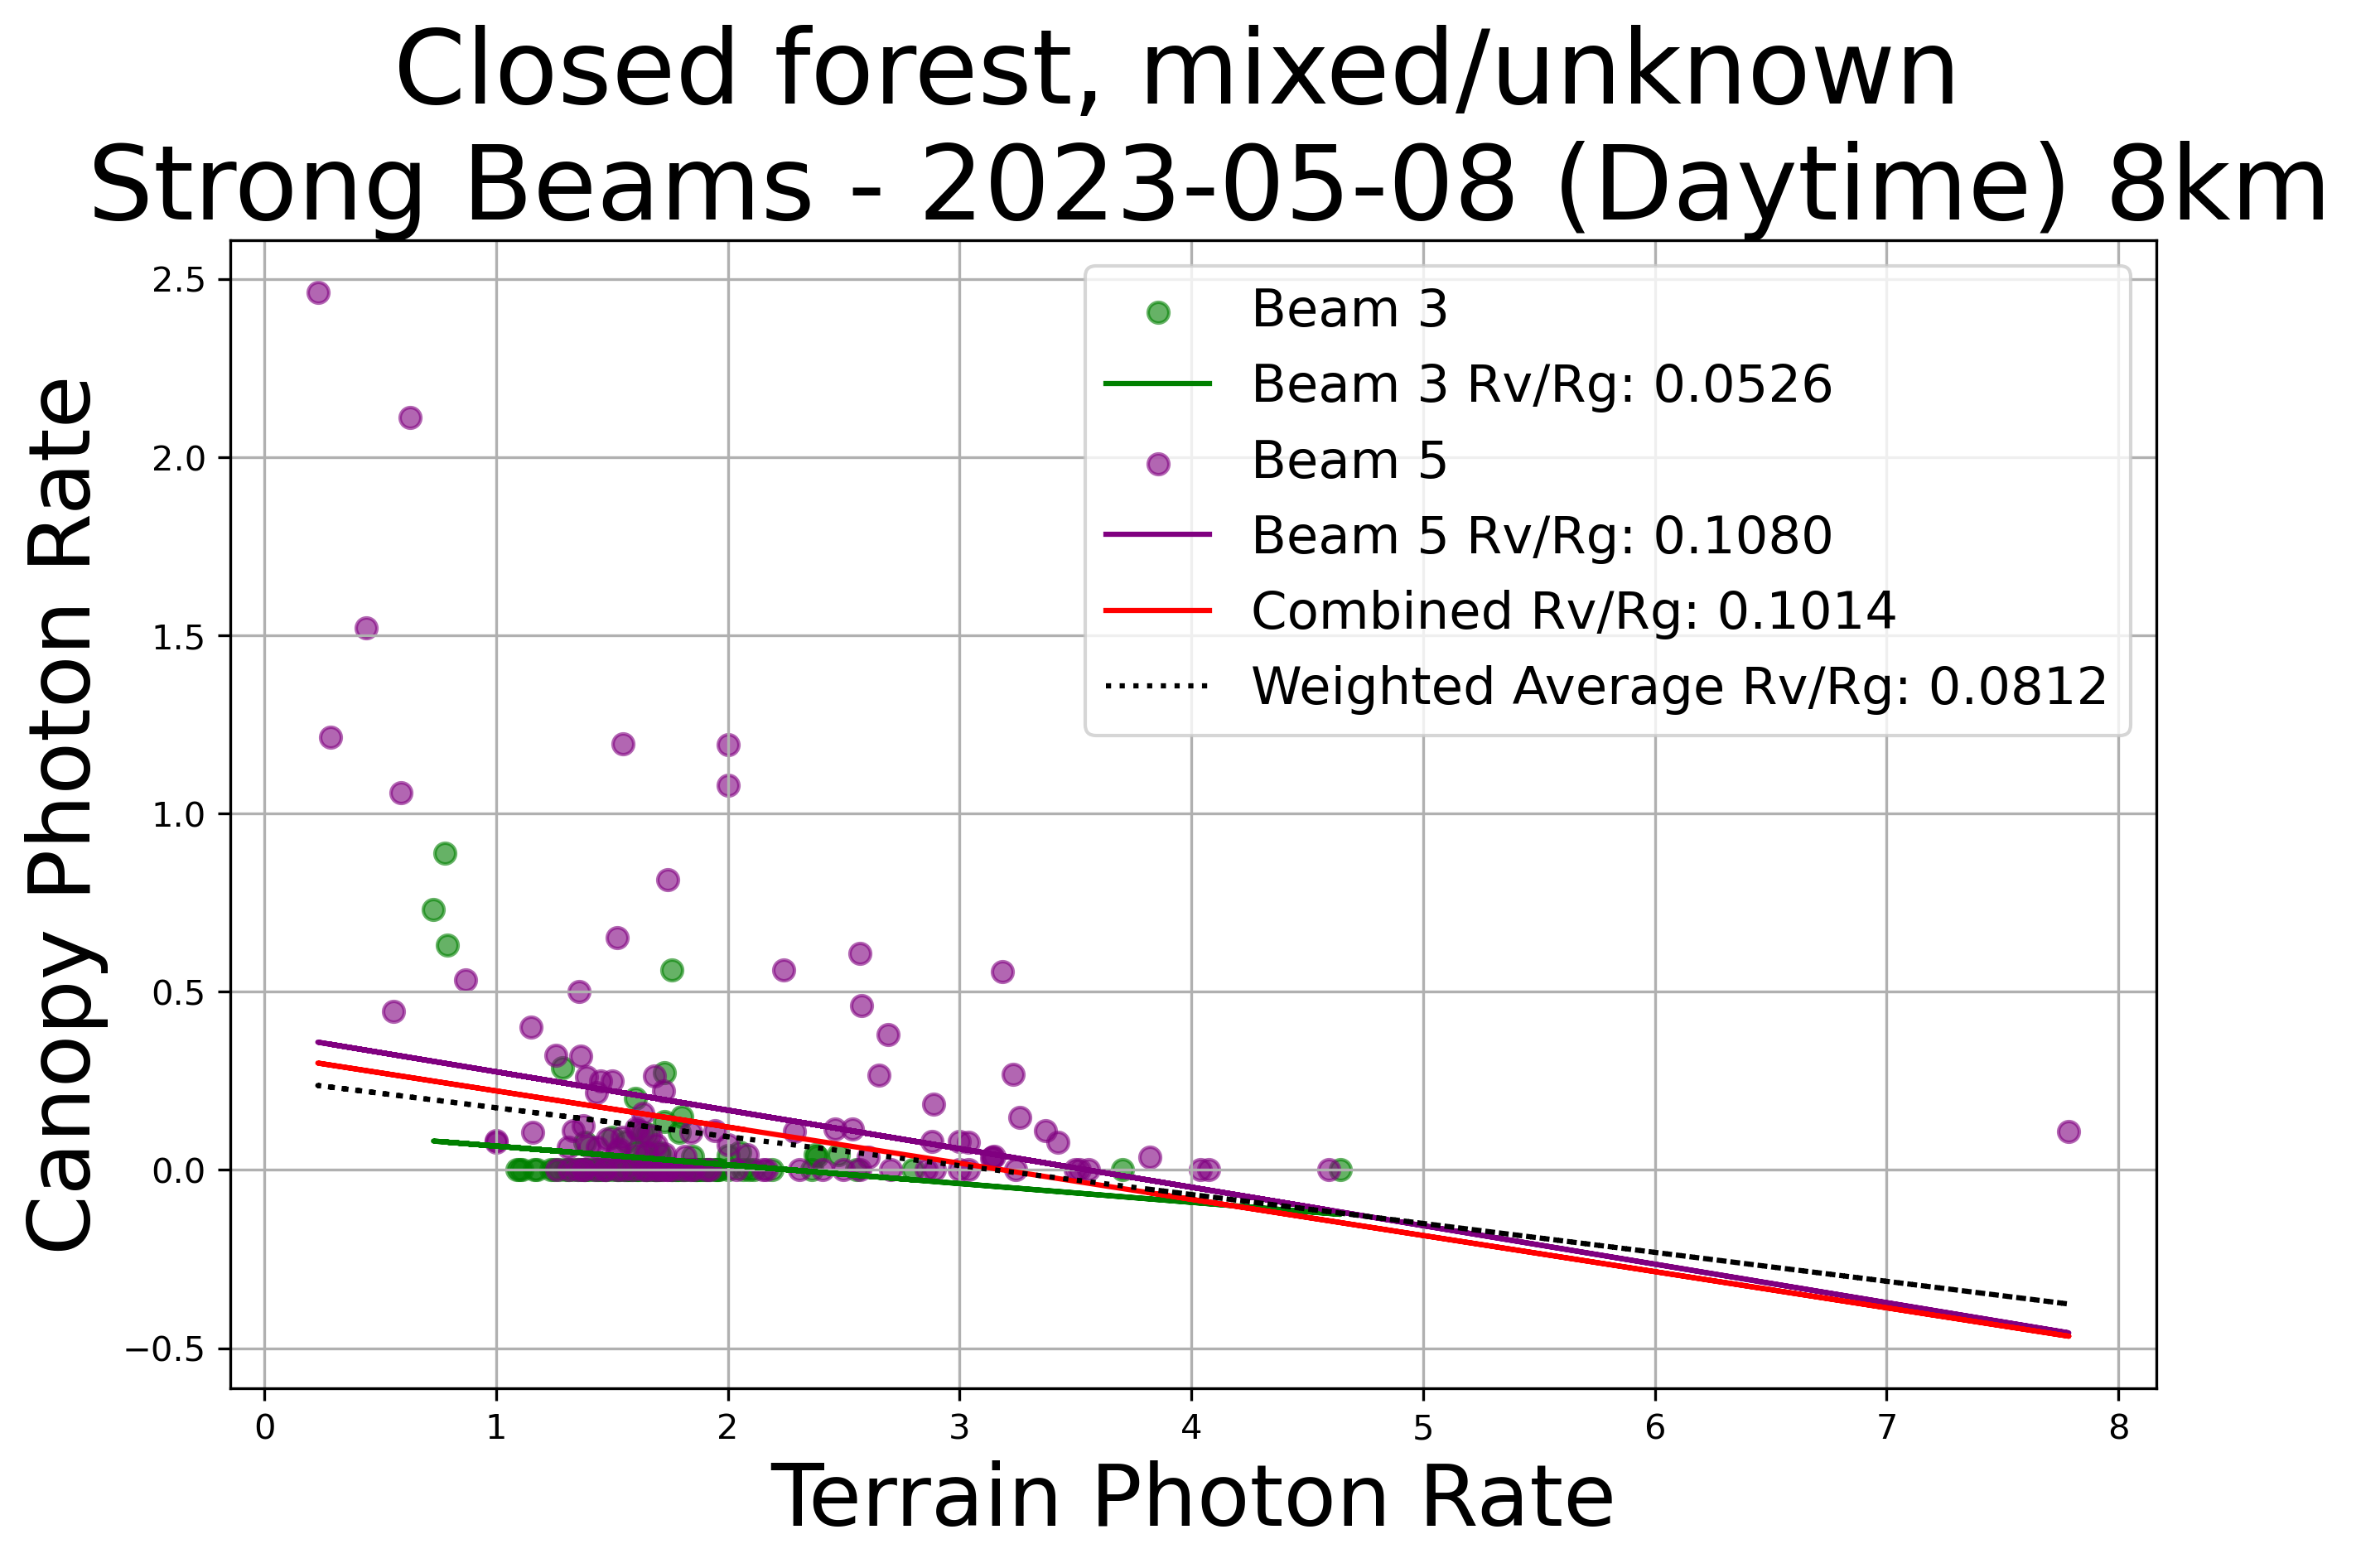 Closed forest, mixed/unknown
Strong Beams - 2023-05-08 (Daytime) 8km
Canopy Photon Rate
2.5
2.0
1.5
1.0
0.5
0.0
−0.5
Beam 3
Beam 3 Rv/Rg: 0.0526
Beam 5
Beam 5 Rv/Rg: 0.1080
Combined Rv/Rg: 0.1014
Weighted Average Rv/Rg: 0.0812
0 1 2 3 4 5 6 7 8
Terrain Photon Rate